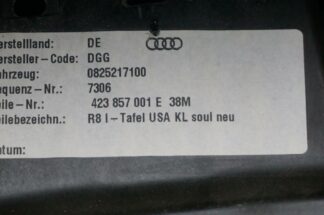 erstellland: DE
ersteller-Code: DGG
ahrzeug: 0825217100
equenz-Nr.: 7306
eile-Nr.: 423 857 001 E 38M
eilebezeichn.: R8 I-Tafel USA KL soul neu
atum: